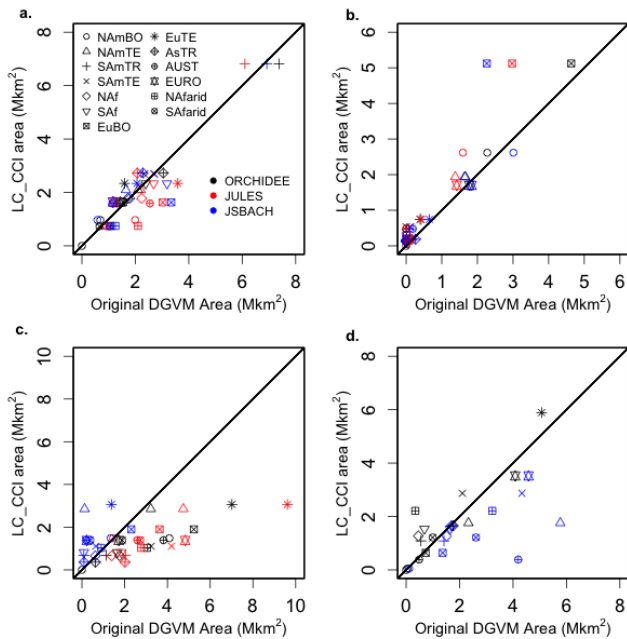 a.
LC_CCI area (Mkm2)
8
6
4
2
0
NAmBO
NAmTE
SAmTR
SAmTE
NAf
SAf
EuBO
EuTE
AsTR
AUST
EURO
NAfarid
SAfarid
ORCHIDEE
JULES
JSBACH
0 2 4 6 8
Original DGVM Area (Mkm2)
b.
LC_CCI area (Mkm2)
6
5
4
3
2
1
0
0 1 2 3 4 5 6
Original DGVM Area (Mkm2)
c.
LC_CCI area (Mkm2)
10
8
6
4
2
0
0 2 4 6 8 10
Original DGVM Area (Mkm2)
d.
LC_CCI area (Mkm2)
8
6
4
2
0
0 2 4 6 8
Original DGVM Area (Mkm2)